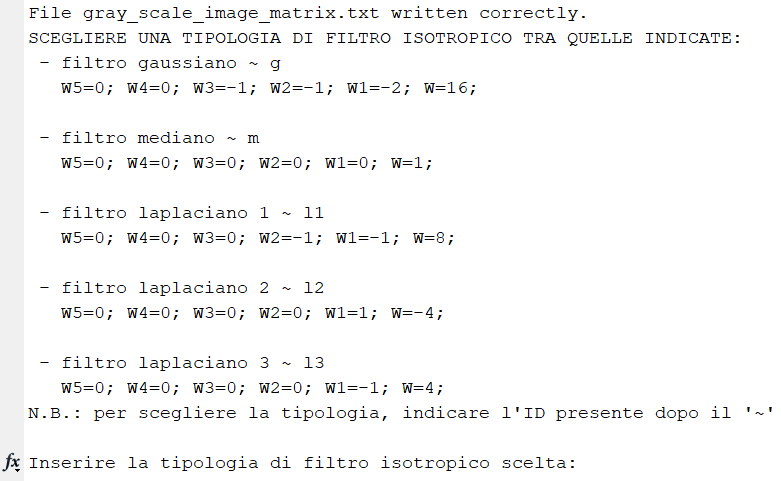 File gray_scale_image_matrix.txt written correctly.
SCEGLIERE UNA TIPOLOGIA DI FILTRO ISOTROPICO TRA QUELLE INDICATE:
- filtro gaussiano ~ g
W5=0; W4=0; W3=-1; W2=-1; W1=-2; W=16;
- filtro mediano ~ m
W5=0; W4=0; W3=0; W2=0; W1=0; W=1;
- filtro laplaciano 1 ~ l1
W5=0; W4=0; W3=0; W2=-1; W1=-1; W=8;
- filtro laplaciano 2 ~ l2
W5=0; W4=0; W3=0; W2=0; W1=1; W=-4;
- filtro laplaciano 3 ~ l3
W5=0; W4=0; W3=0; W2=0; W1=-1; W=4;
N.B.: per scegliere la tipologia, indicare l'ID presente dopo il '~'
fx Inserire la tipologia di filtro isotropico scelta: